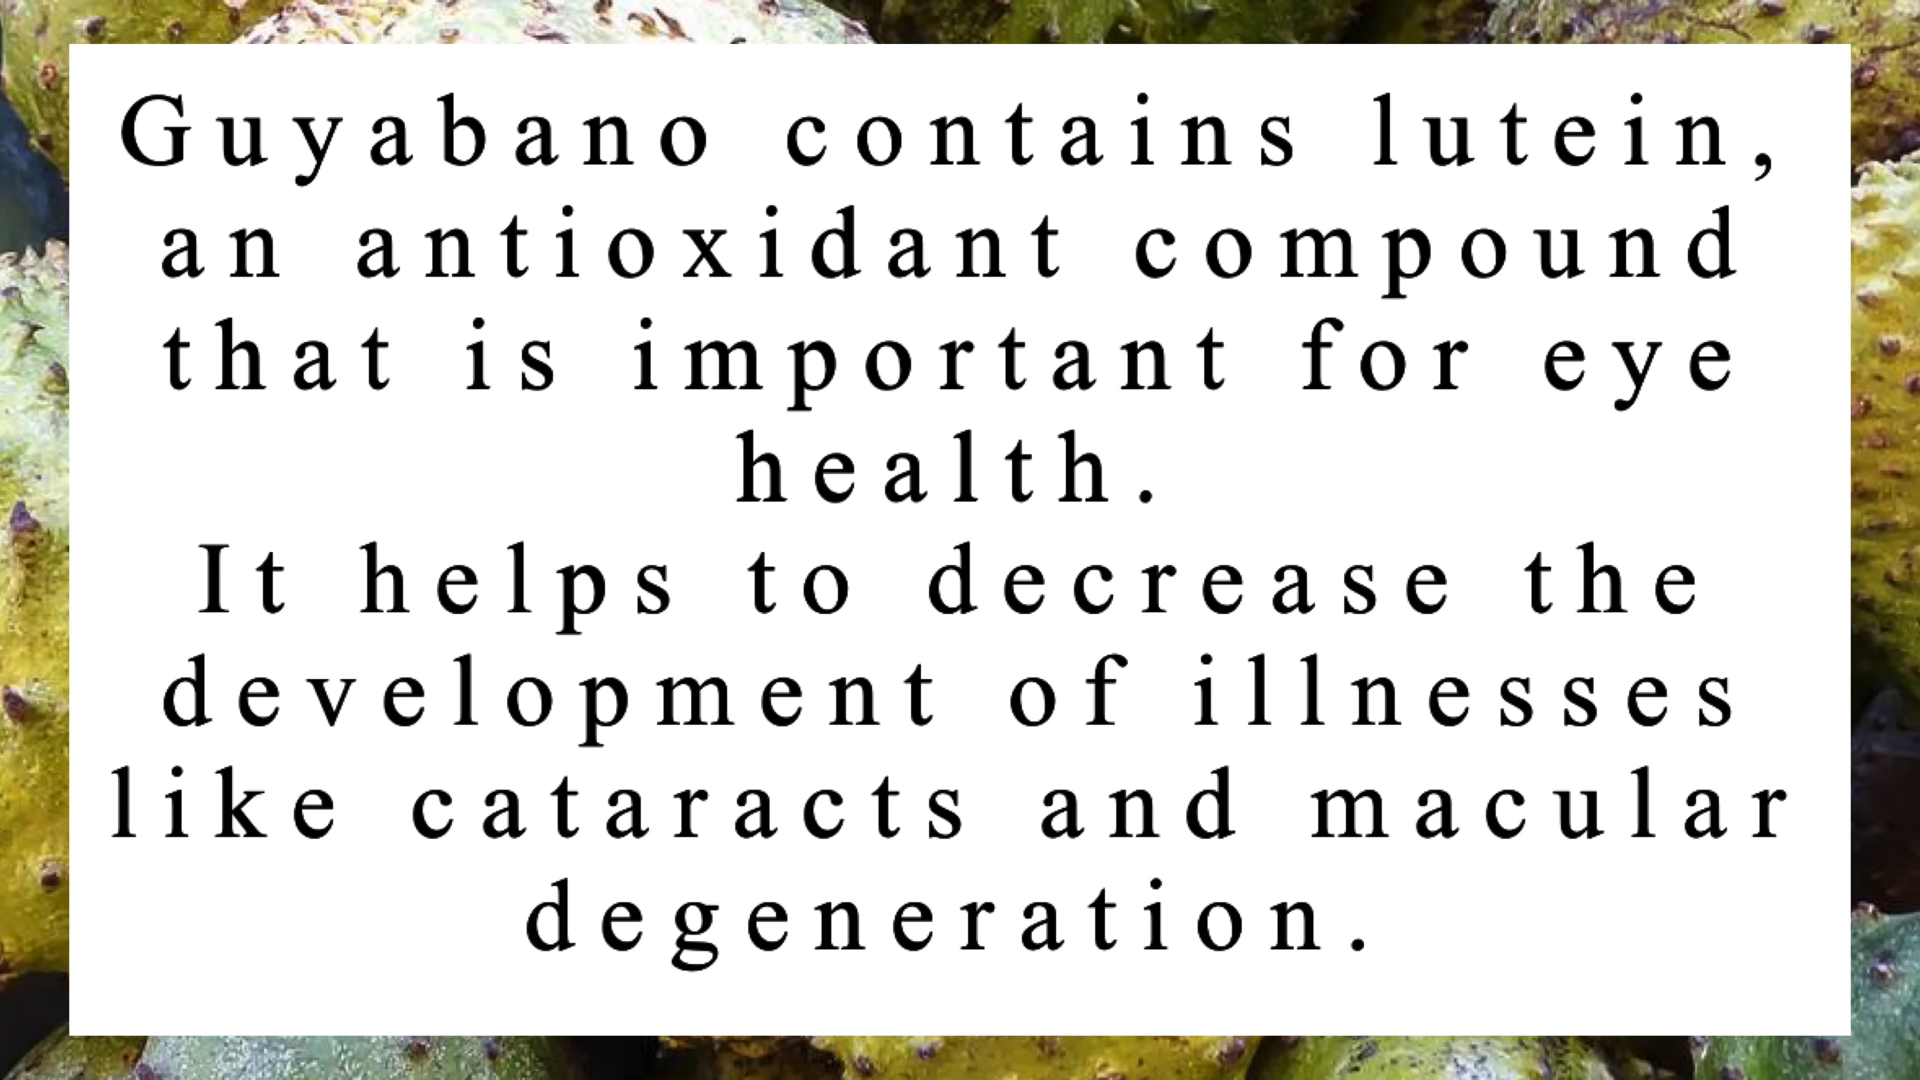 Guyabano contains lutein,
an antioxidant compound
that is important for eye
health.
It helps to decrease the
development of illnesses
like cataracts and macular
degeneration.